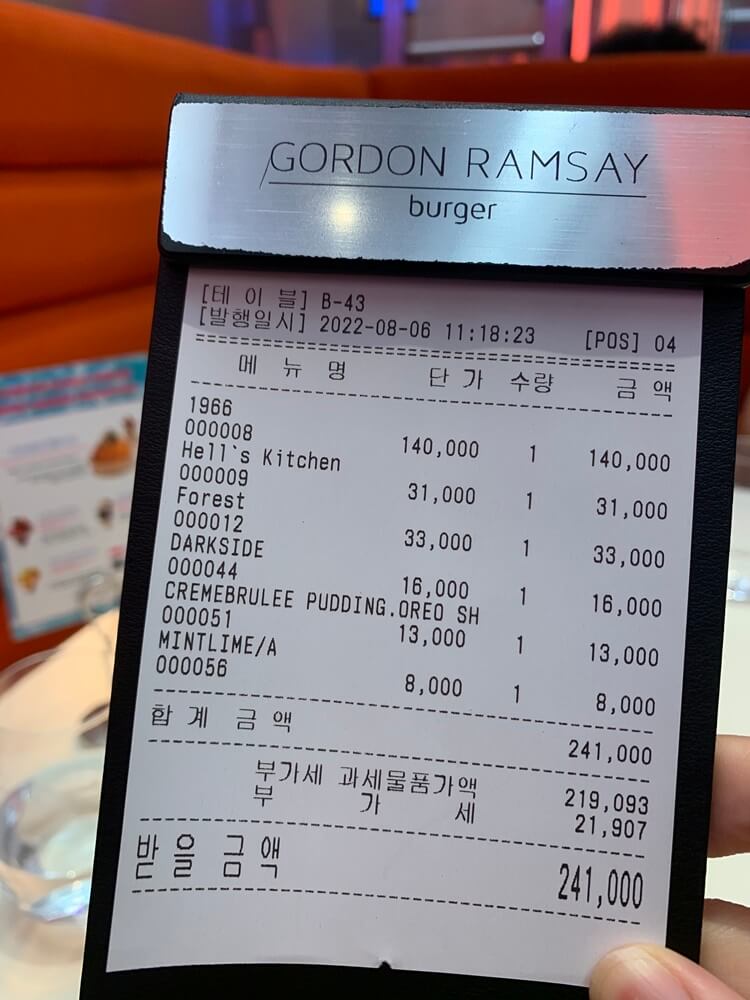 GORDON RAMSAY
burger
[테 이 블] B-43
[발행일시] 2022-08-06 11:18:23 [POS] 04
메 뉴 명 단 가 수량 금 액
1966
000008 140,000 1 140,000
Hell`s Kitchen
000009 31,000 1 31,000
Forest
000012 33,000 1 33,000
DARKSIDE
000044 16,000 1 16,000
CREMEBRULEE PUDDING.OREO SH
000051 13,000 1 13,000
MINTLIME/A
000056 8,000 1 8,000
합 계 금 액 241,000
부가세 과세물품가액 219,093
부 가 세 21,907
받 을 금 액 241,000